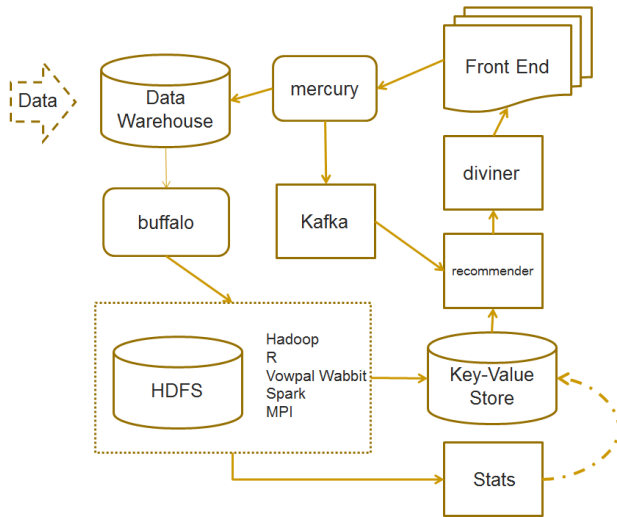 Front End
mercury
Data
Data
Warehouse
diviner
buffalo
Kafka
recommender
Hadoop
R
Vowpal Wabbit
Spark
MPI
HDFS
Key-Value
Store
Stats